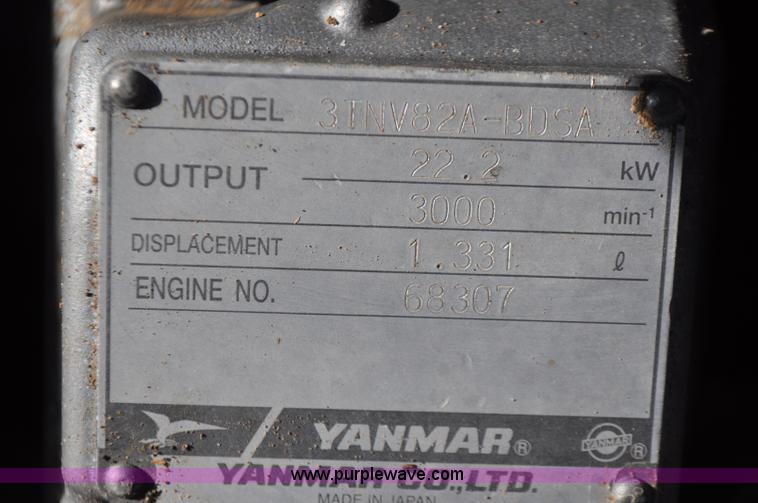 MODEL 3TNV82A-BDSA
OUTPUT 22.2 kW
3000 min-1
DISPLACEMENT 1.331 ℓ
ENGINE NO. 68307
YANMAR® YANMAR ®
YANMAR CO.,LTD.
www.purplewave.com
MADE IN JAPAN